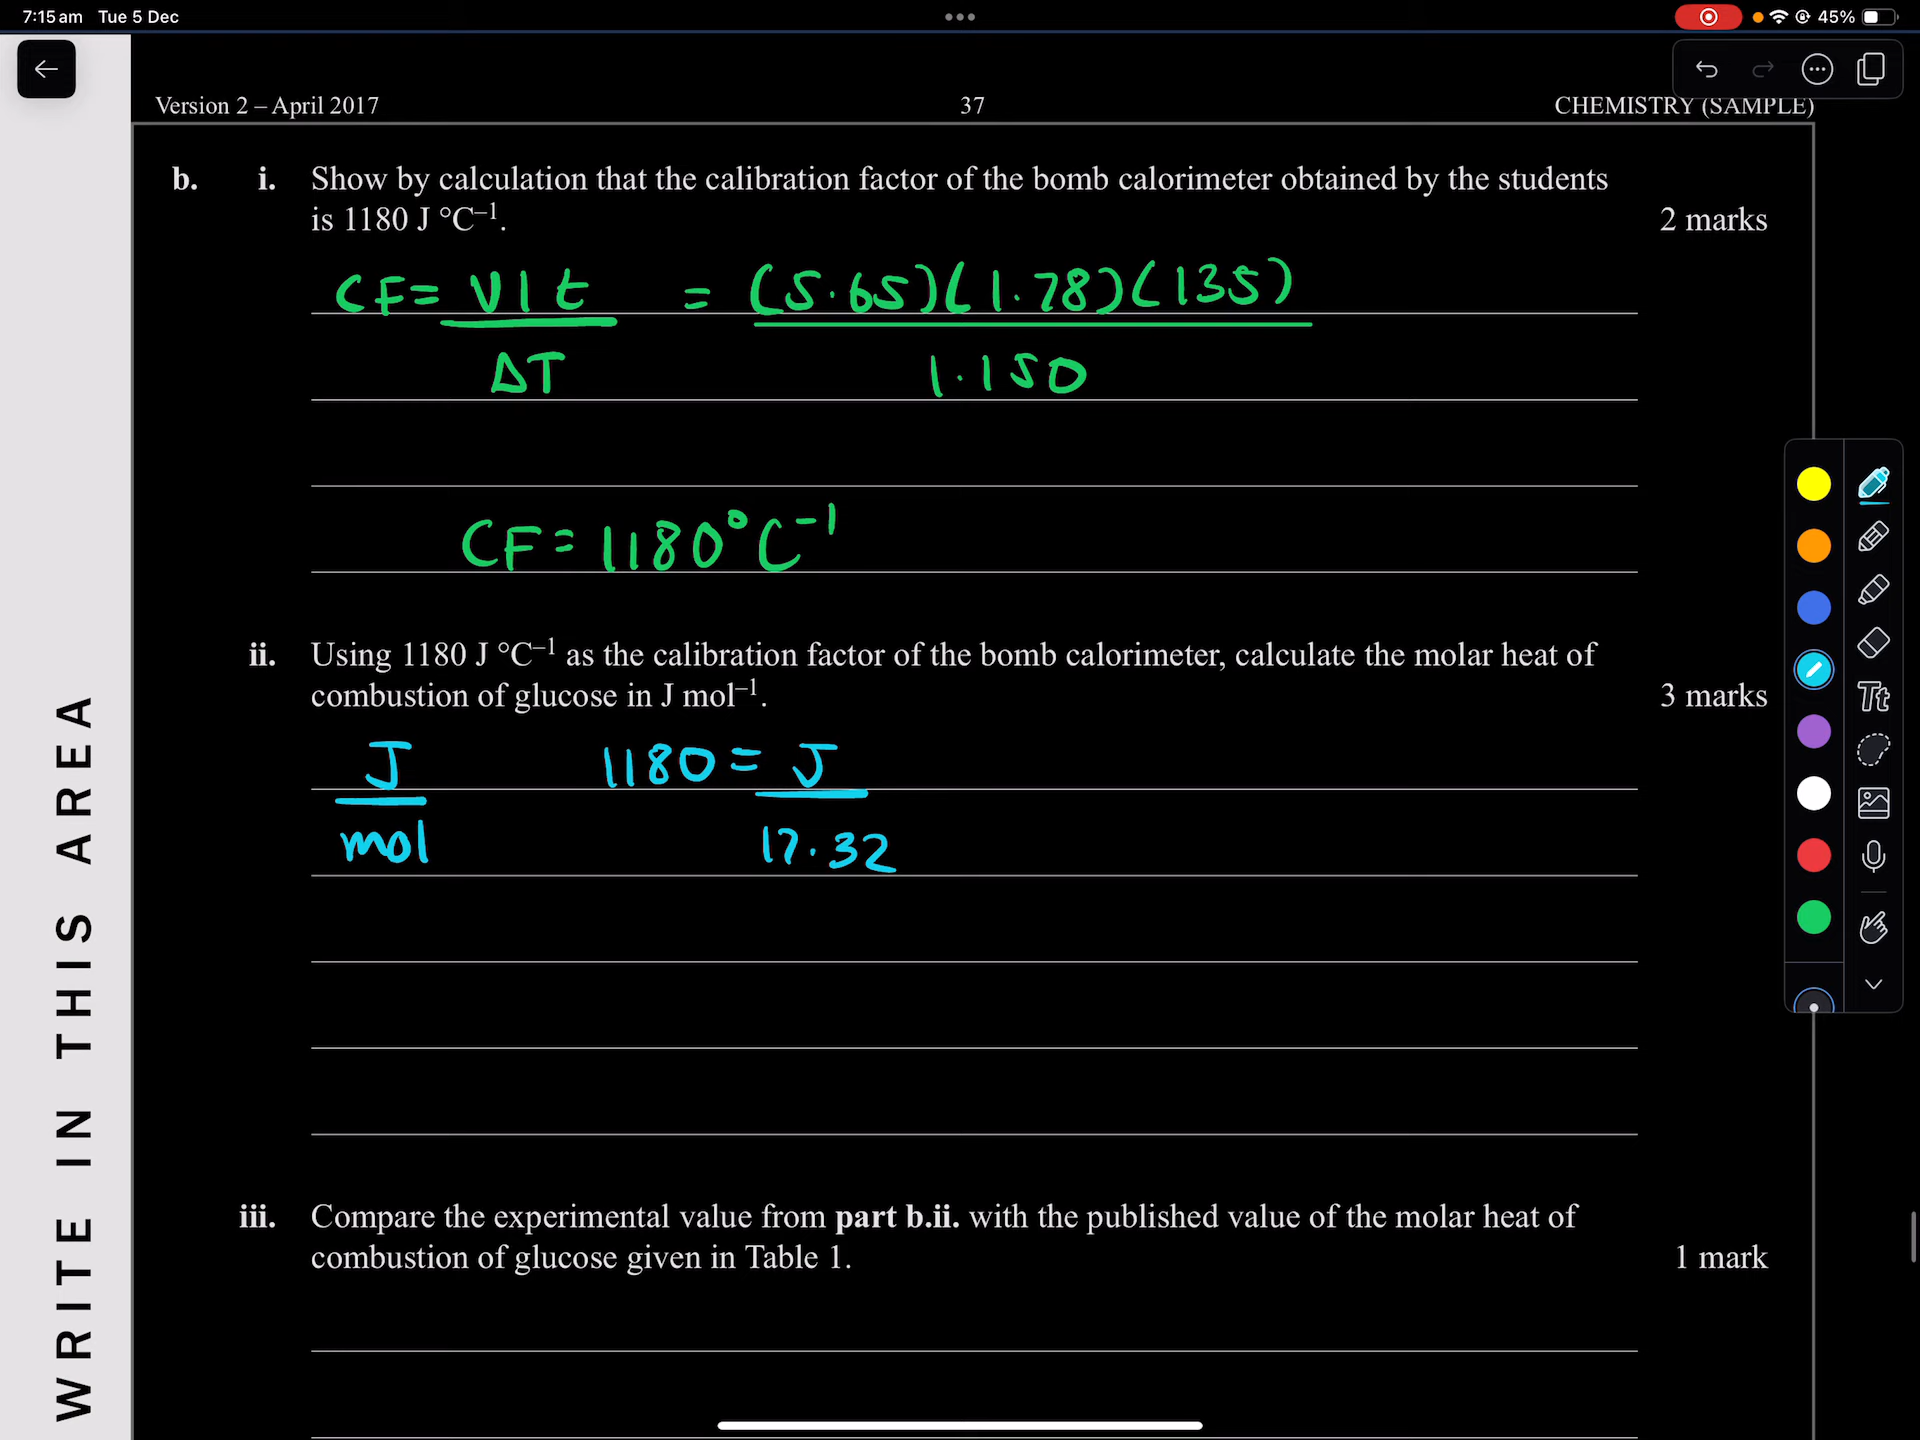 7:15am Tue 5 Dec 45%
Version 2 – April 2017 37 CHEMISTRY (SAMPLE)
b. i. Show by calculation that the calibration factor of the bomb calorimeter obtained by the students
is 1180 J °C⁻¹. 2 marks
CF = VIt = (5.65)(1.78)(135)
ΔT 1.150
CF = 1180°C⁻¹
ii. Using 1180 J °C⁻¹ as the calibration factor of the bomb calorimeter, calculate the molar heat of
combustion of glucose in J mol⁻¹. 3 marks
J 1180 = J
mol 17.32
iii. Compare the experimental value from part b.ii. with the published value of the molar heat of
combustion of glucose given in Table 1. 1 mark
WRITE IN THIS AREA
Tt